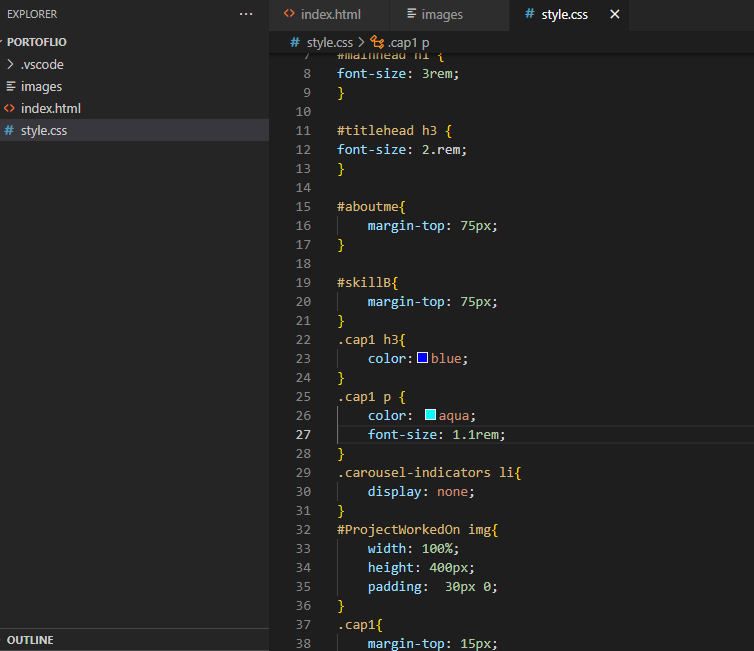 EXPLORER
···
index.html
images
# style.css ×
PORTOFLIO
# style.css > .cap1 p
> .vscode
images
index.html
# style.css
7 #mainhead h1 {
8 font-size: 3rem;
9 }
10
11 #titlehead h3 {
12 font-size: 2.rem;
13 }
14
15 #aboutme{
16 margin-top: 75px;
17 }
18
19 #skillB{
20 margin-top: 75px;
21 }
22 .cap1 h3{
23 color: blue;
24 }
25 .cap1 p {
26 color: aqua;
27 font-size: 1.1rem;
28 }
29 .carousel-indicators li{
30 display: none;
31 }
32 #ProjectWorkedOn img{
33 width: 100%;
34 height: 400px;
35 padding:  30px 0;
36 }
37 .cap1{
38 margin-top: 15px;
OUTLINE